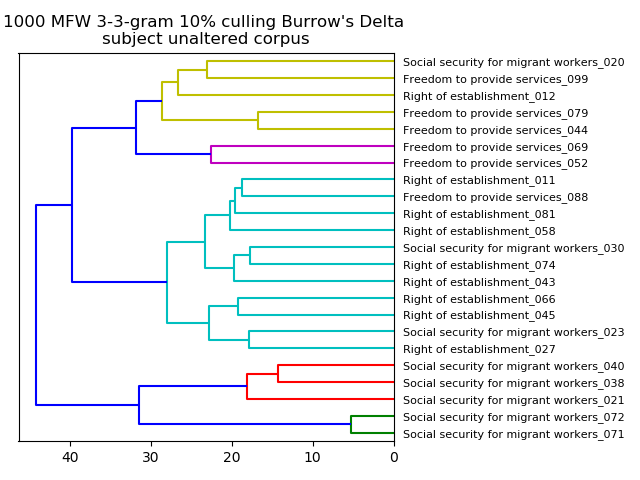 1000 MFW 3-3-gram 10% culling Burrow's Delta
subject unaltered corpus
Social security for migrant workers_020
Freedom to provide services_099
Right of establishment_012
Freedom to provide services_079
Freedom to provide services_044
Freedom to provide services_069
Freedom to provide services_052
Right of establishment_011
Freedom to provide services_088
Right of establishment_081
Right of establishment_058
Social security for migrant workers_030
Right of establishment_074
Right of establishment_043
Right of establishment_066
Right of establishment_045
Social security for migrant workers_023
Right of establishment_027
Social security for migrant workers_040
Social security for migrant workers_038
Social security for migrant workers_021
Social security for migrant workers_072
Social security for migrant workers_071
40 30 20 10 0